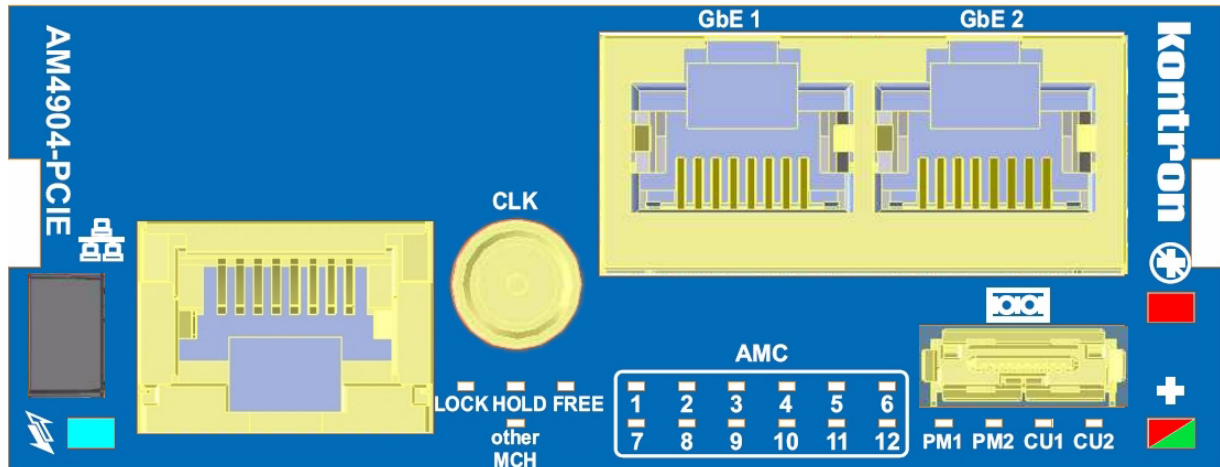 GbE 1
GbE 2
kontron
AM4904-PCIE
CLK
AMC
LOCK HOLD FREE
other
MCH
1 2 3 4 5 6
7 8 9 10 11 12
PM1 PM2 CU1 CU2